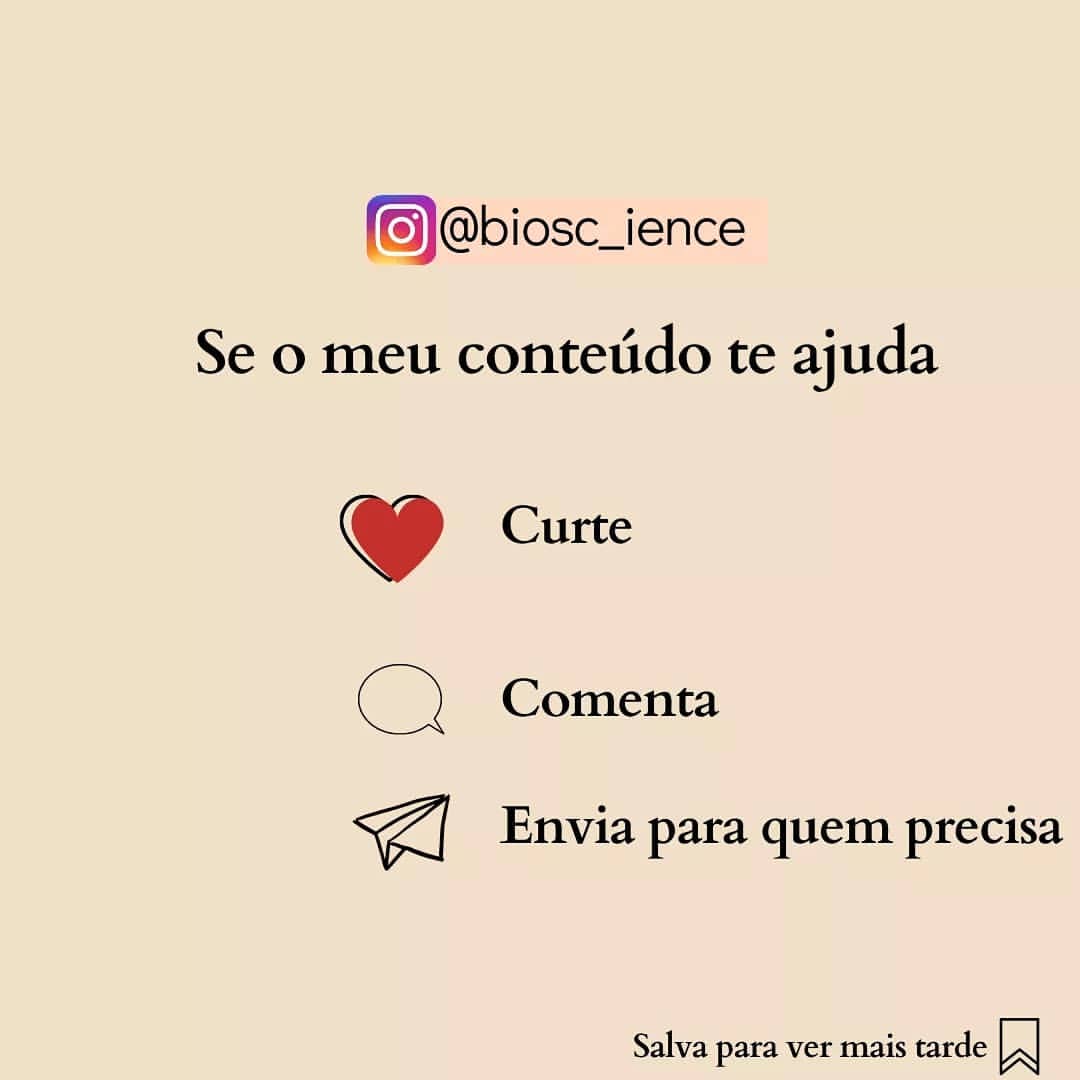 @biosc_ience
Se o meu conteúdo te ajuda
Curte
Comenta
Envia para quem precisa
Salva para ver mais tarde